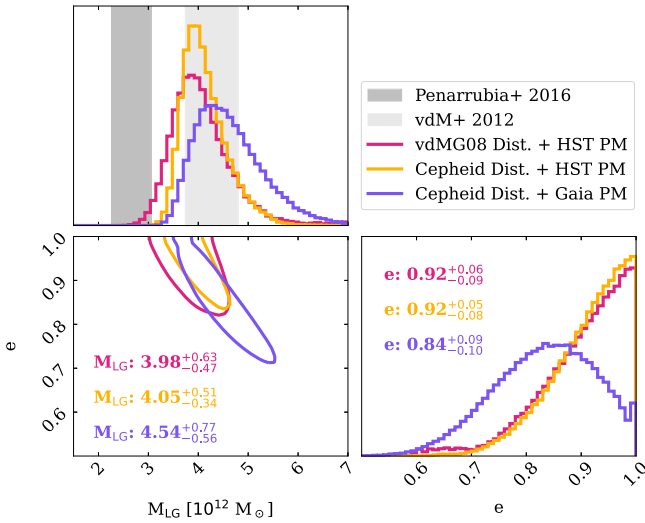 Penarrubia+ 2016
vdM+ 2012
vdMG08 Dist. + HST PM
Cepheid Dist. + HST PM
Cepheid Dist. + Gaia PM
1.0
0.9
0.8
0.7
0.6
e
M_LG: 3.98^{+0.63}_{-0.47}
M_LG: 4.05^{+0.51}_{-0.34}
M_LG: 4.54^{+0.77}_{-0.56}
2 3 4 5 6 7
M_LG [10^12 M_⊙]
e: 0.92^{+0.06}_{-0.09}
e: 0.92^{+0.05}_{-0.08}
e: 0.84^{+0.09}_{-0.10}
0.6 0.7 0.8 0.9 1.0
e